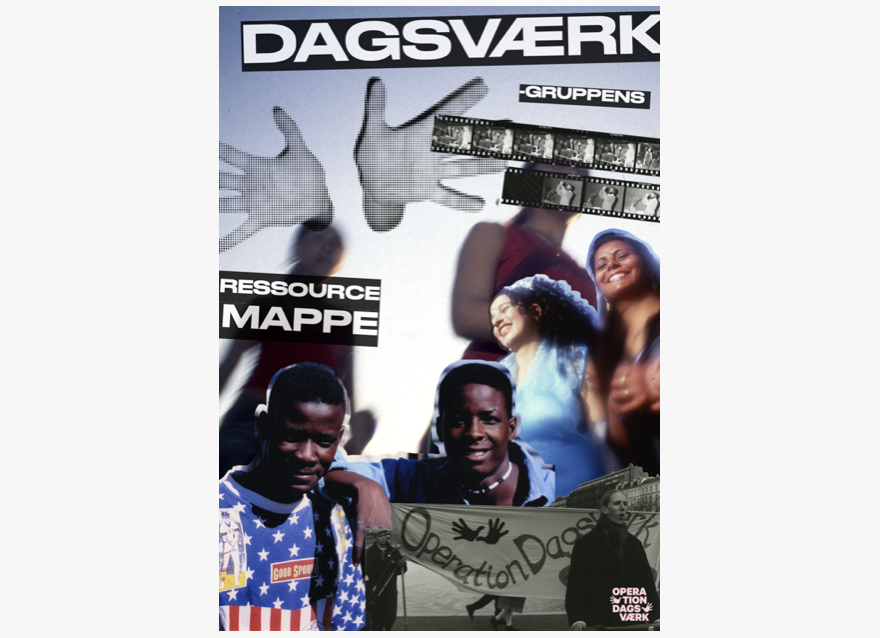 DAGSVÆRK
-GRUPPENS
RESSOURCE
MAPPE
Operation Dagsværk
GOOD SPORT
OPERA
TION
DAGS
VÆRK